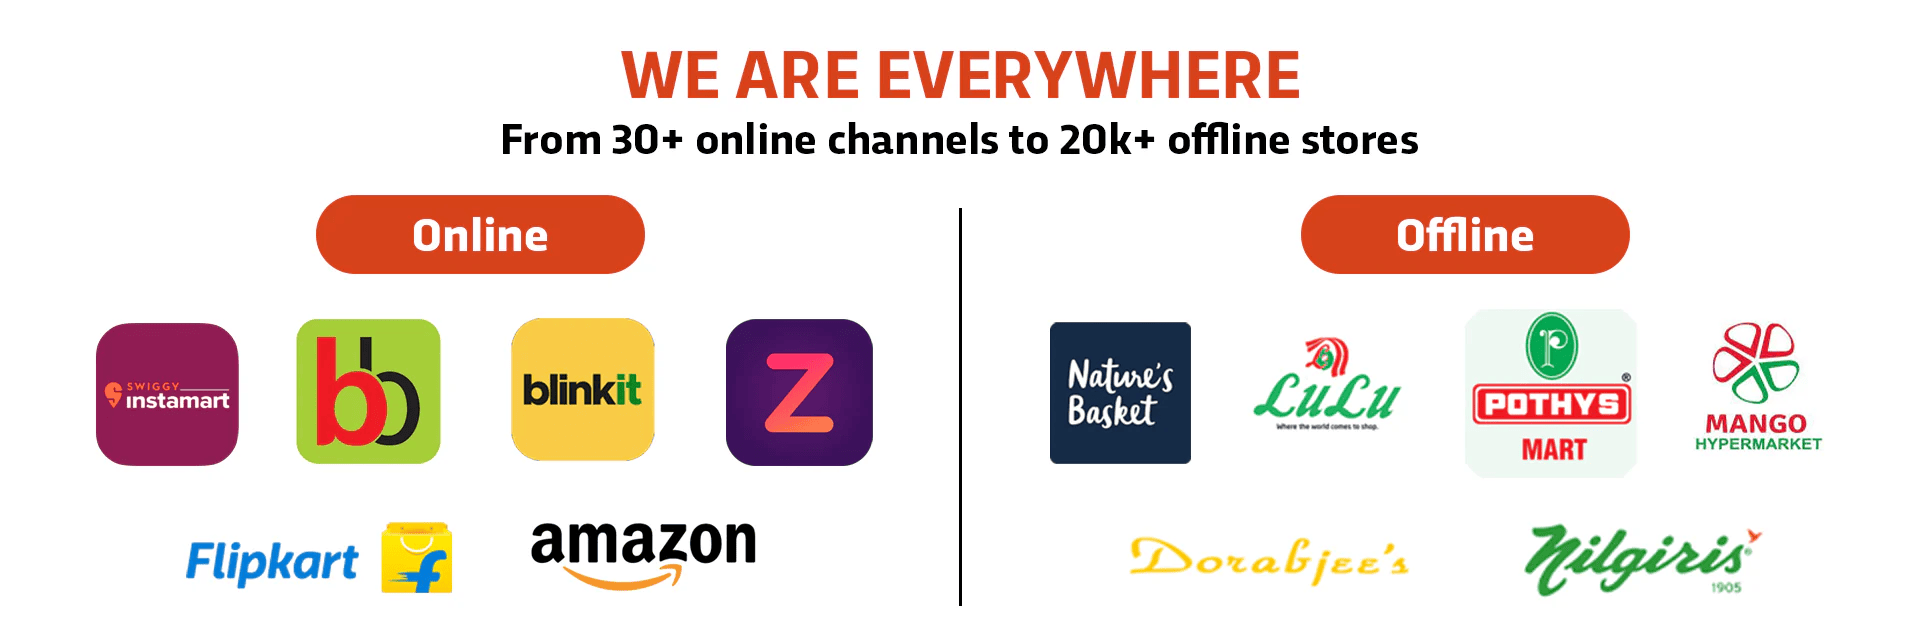 WE ARE EVERYWHERE
From 30+ online channels to 20k+ offline stores
Online
SWIGGY
instamart
bb
blinkit
Z
Flipkart
f
amazon
Offline
Nature's
Basket
LuLu
Where the world comes to shop.
P
POTHYS
®
MART
MANGO
HYPERMARKET
Dorabjee's
Nilgiris®
1905